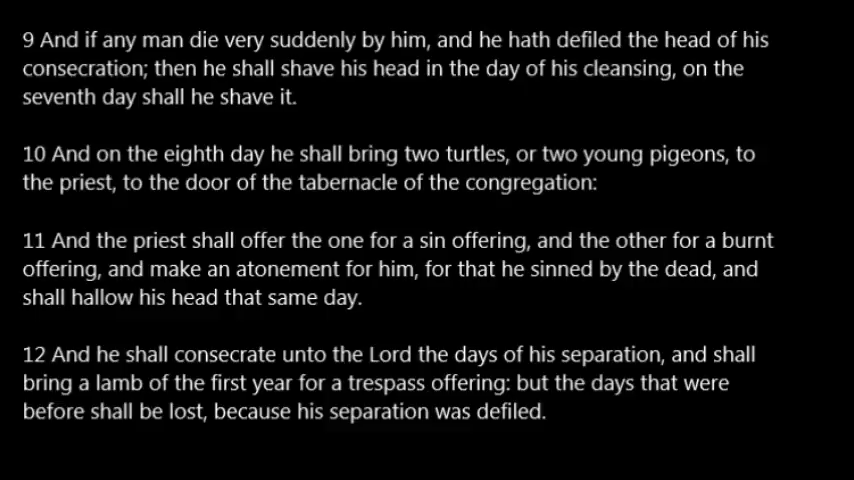 9 And if any man die very suddenly by him, and he hath defiled the head of his
consecration; then he shall shave his head in the day of his cleansing, on the
seventh day shall he shave it.
10 And on the eighth day he shall bring two turtles, or two young pigeons, to
the priest, to the door of the tabernacle of the congregation:
11 And the priest shall offer the one for a sin offering, and the other for a burnt
offering, and make an atonement for him, for that he sinned by the dead, and
shall hallow his head that same day.
12 And he shall consecrate unto the Lord the days of his separation, and shall
bring a lamb of the first year for a trespass offering: but the days that were
before shall be lost, because his separation was defiled.